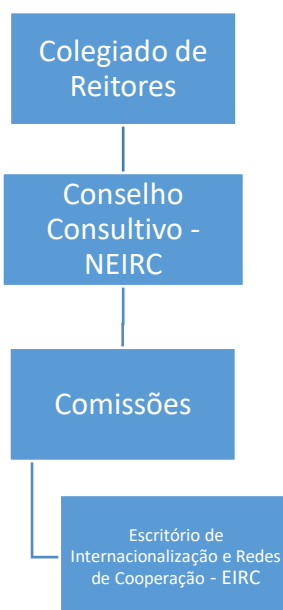 Colegiado de
Reitores
Conselho
Consultivo -
NEIRC
Comissões
Escritório de
Internacionalização e Redes
de Cooperação - EIRC